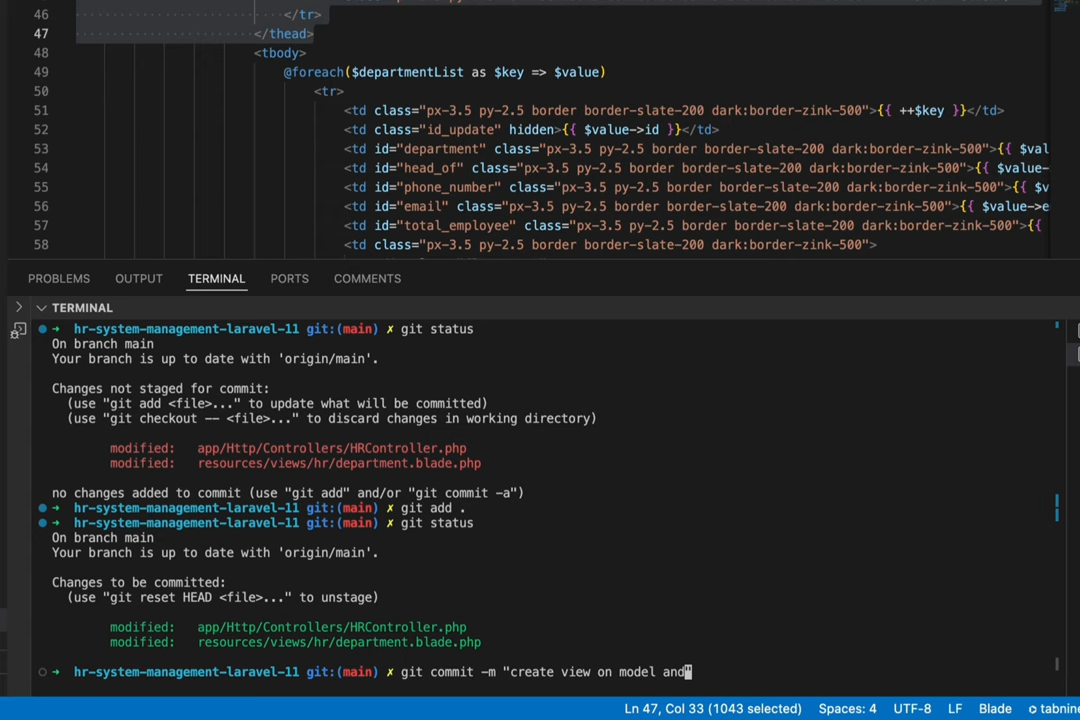 46 </tr>
47 </thead>
48 <tbody>
49 @foreach($departmentList as $key => $value)
50 <tr>
51 <td class="px-3.5 py-2.5 border border-slate-200 dark:border-zink-500">{{ ++$key }}</td>
52 <td class="id_update" hidden>{{ $value->id }}</td>
53 <td id="department" class="px-3.5 py-2.5 border border-slate-200 dark:border-zink-500">{{ $val
54 <td id="head_of" class="px-3.5 py-2.5 border border-slate-200 dark:border-zink-500">{{ $value-
55 <td id="phone_number" class="px-3.5 py-2.5 border border-slate-200 dark:border-zink-500">{{ $v
56 <td id="email" class="px-3.5 py-2.5 border border-slate-200 dark:border-zink-500">{{ $value->e
57 <td id="total_employee" class="px-3.5 py-2.5 border border-slate-200 dark:border-zink-500">{{
58 <td class="px-3.5 py-2.5 border border-slate-200 dark:border-zink-500">
PROBLEMS OUTPUT TERMINAL PORTS COMMENTS
TERMINAL
➜ hr-system-management-laravel-11 git:(main) ✗ git status
On branch main
Your branch is up to date with 'origin/main'.
Changes not staged for commit:
(use "git add <file>..." to update what will be committed)
(use "git checkout -- <file>..." to discard changes in working directory)
modified: app/Http/Controllers/HRController.php
modified: resources/views/hr/department.blade.php
no changes added to commit (use "git add" and/or "git commit -a")
➜ hr-system-management-laravel-11 git:(main) ✗ git add .
➜ hr-system-management-laravel-11 git:(main) ✗ git status
On branch main
Your branch is up to date with 'origin/main'.
Changes to be committed:
(use "git reset HEAD <file>..." to unstage)
modified: app/Http/Controllers/HRController.php
modified: resources/views/hr/department.blade.php
➜ hr-system-management-laravel-11 git:(main) ✗ git commit -m "create view on model and"
Ln 47, Col 33 (1043 selected) Spaces: 4 UTF-8 LF Blade tabnine